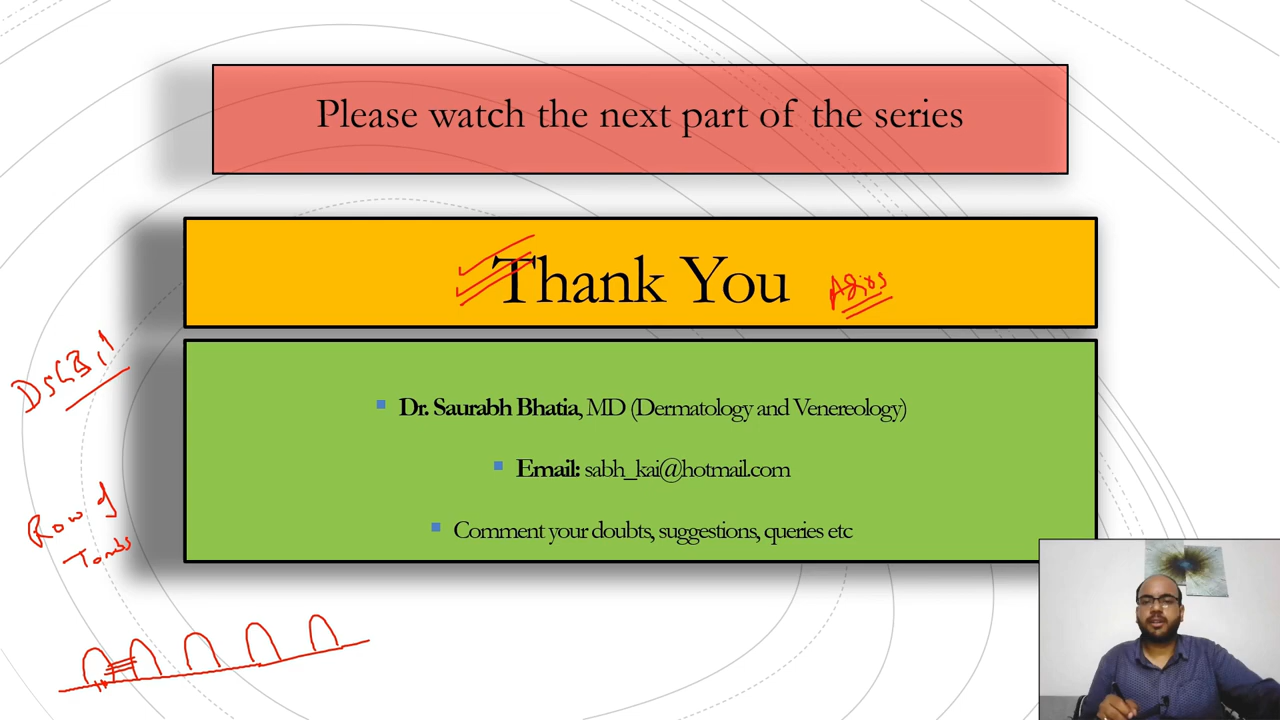 Please watch the next part of the series
Thank You
Adios
Dr. Saurabh Bhatia, MD (Dermatology and Venereology)
Email: sabh_kai@hotmail.com
Comment your doubts, suggestions, queries etc
Row of
Tombs